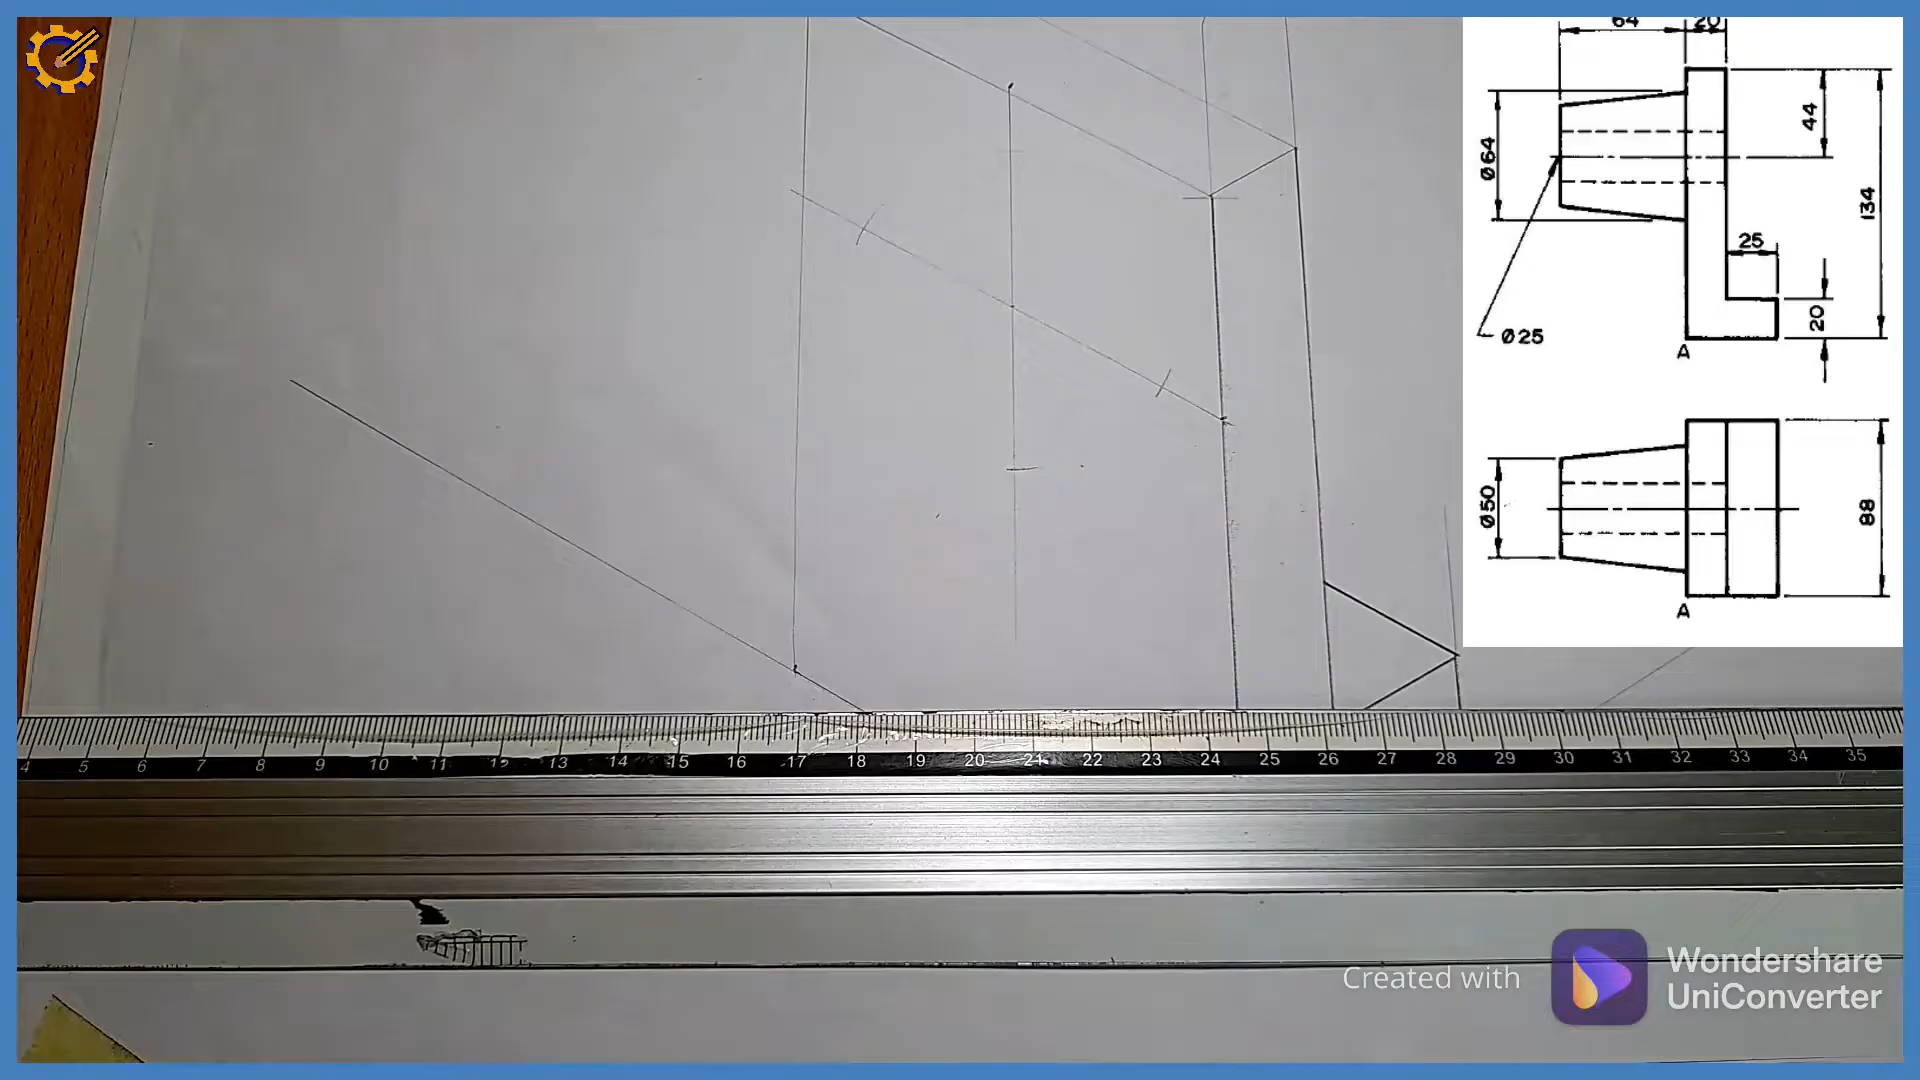 64 20
Ø64
44
134
25
20
Ø25
A
Ø50
88
A
4 5 6 7 8 9 10 11 12 13 14 15 16 17 18 19 20 21 22 23 24 25 26 27 28 29 30 31 32 33 34 35
Created with
Wondershare
UniConverter